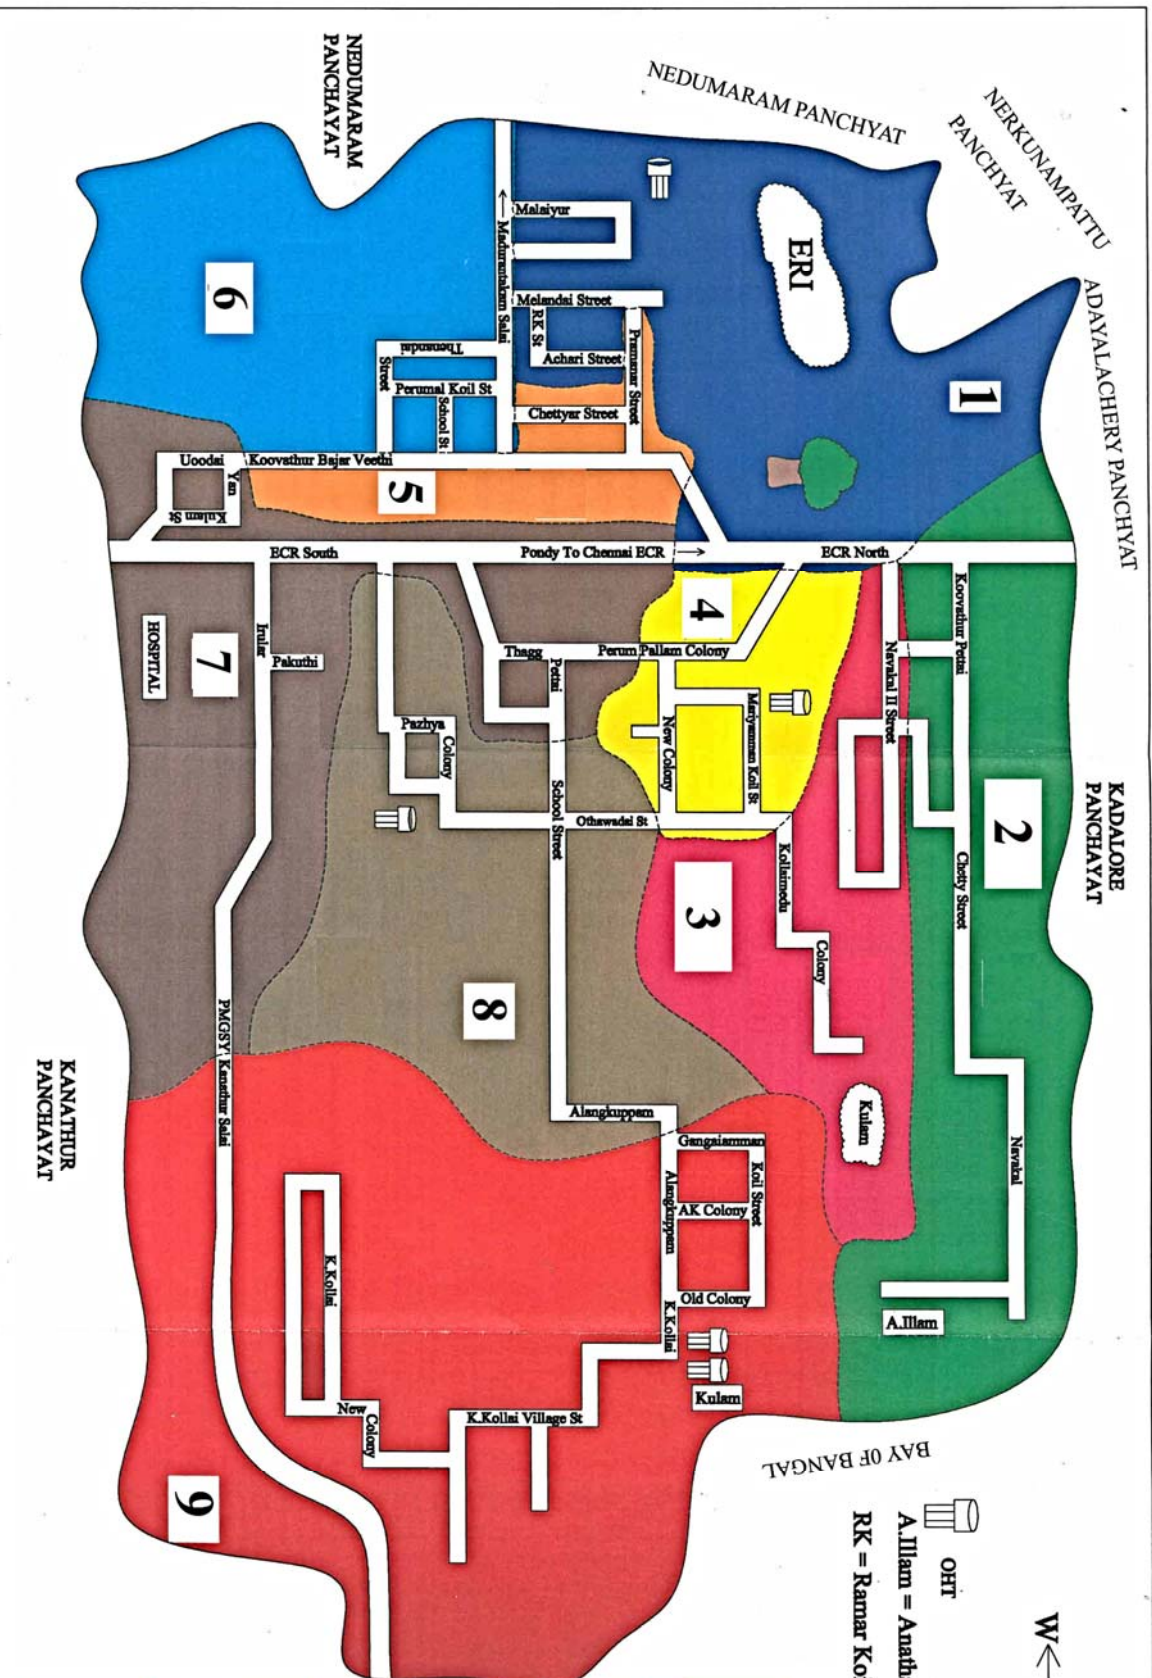 NEDUMARAM
PANCHAYAT
NEDUMARAM PANCHYAT
NERKUNAMPATTU
PANCHYAT
ADAYALACHERY PANCHYAT
KADALORE
PANCHAYAT
KANATHUR
PANCHAYAT
BAY 0F BANGAL
ERI
1
Malaiyur
Madurantakam Salai
Melandai Street
RK St
Achari Street
Pramanar Street
Chettyar Street
6
Thenandai
Street
Perumal Koil St
School St
Koovathur Bajar Veethi
Uoodai
Yan
Kulam St
5
ECR South
Pondy To Chennai ECR
ECR North
4
Thagg
Perum Pallam Colony
Pettai
New Colony
Mariyamman Koil St
Navakal II Street
Koovathur Pettai
2
Chetty Street
Navakal
A.Illam
7
HOSPITAL
Irular
Pakuthi
PMGSY Kanathur Salai
Pazhya
Colony
School Street
Othawadai St
3
Kollaimedu
Colony
Kulam
8
Alangkuppam
Gangaiamman
Koil Street
AK Colony
Alangkuppam
Old Colony
K.Kollai
Kulam
K.Kollai Village St
K.Kollai
New
Colony
9
OHT
A.Illam = Anath
RK = Ramar Ko
W